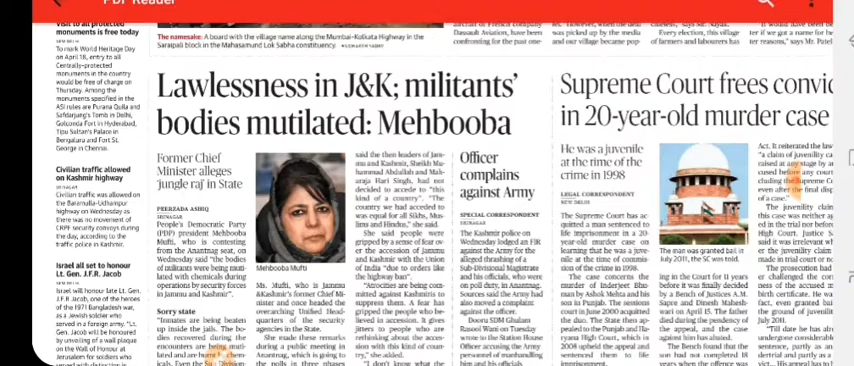 PDF Reader
Visit to all protected
monuments is free today
NEW DELHI
To mark World Heritage Day
on April 18, entry to all
Centrally-protected
monuments in the country
would be free of charge on
Thursday. Among the
monuments specified in the
ASI rules are Purana Quila and
Safdarjang's Tomb in Delhi,
Golconda Fort in Hyderabad,
Tipu Sultan's Palace in
Bengaluru and Fort St.
George in Chennai.
Civilian traffic allowed
on Kashmir highway
SRINAGAR
Civilian traffic was allowed
on the Baramulla-Udhampur
highway on Wednesday as
there was no movement of
CRPF security convoys during
the day, according to the
traffic police in Kashmir.
Israel all set to honour
Lt. Gen. J.F.R. Jacob
Israel will honour late Lt. Gen.
J.F.R. Jacob, one of the heroes
of the 1971 Bangladesh war,
as a Jewish soldier who
served in a foreign army. "Lt.
Gen. Jacob will be honoured
by unveiling of a wall plaque
on the Wall of Honour at
Jerusalem for soldiers who
The namesake: A board with the village name along the Mumbai-Kolkata Highway in the
Saraipali block in the Mahasamund Lok Sabha constituency.
Dassault Aviation, have been
confronting for the past one-
was picked up by the media
and our village became pop-
Every election, this village
of farmers and labourers has
ter if we got a name for be
ter reasons," says Mr. Patel
Lawlessness in J&K; militants'
bodies mutilated: Mehbooba
Former Chief
Minister alleges
'jungle raj' in State
PEERZADA ASHIQ
SRINAGAR
People's Democratic Party
(PDP) president Mehbooba
Mufti, who is contesting
from the Anantnag seat, on
Wednesday said "the bodies
of militants were being muti-
lated with chemicals during
operations by security forces
in Jammu and Kashmir".
Sorry state
"Inmates are being beaten
up inside the jails. The bo-
dies recovered during the
encounters are muti-
lated and are
Mehbooba Mufti
Ms. Mufti, who is Jammu
&Kashmir's former Chief Mi-
nister and once headed the
overarching Unified Head-
quarters of the security
agencies in the State.
She made these remarks
during a public meeting in
Anantnag, which is going to
the polls in three phases
said the then leaders of Jam-
mu and Kashmir, Sheikh Mu-
hammad Abdullah and Mah-
araja Hari Singh, had not
decided to accede to "this
kind of a country". "The
country we had acceded to
was equal for all Sikhs, Mus-
lims and Hindus," she said.
She said people were
gripped by a sense of fear ov-
er the accession of Jammu
and Kashmir with the Union
of India "due to orders like
the highway ban".
"Atrocities are being com-
mitted against Kashmiris to
suppress them. A fear has
gripped the people who be-
lieved in accession. It gives
jitters to people who are
rethinking about the acces-
sion with this kind of coun-
try," she added.
"I don't know what the
Officer
complains
against Army
SPECIAL CORRESPONDENT
SRINAGAR
The Kashmir police on
Wednesday lodged an FIR
against the Army for the
alleged thrashing of a
Sub-Divisional Magistrate
and his officials, who were
on poll duty, in Anantnag.
Sources said the Army had
also moved a complaint
against the officer.
Dooru SDM Ghulam
Rasool Wani on Tuesday
wrote to the Station House
Officer accusing the Army
personnel of manhandling
him and his officials.
Supreme Court frees convic
in 20-year-old murder case
He was a juvenile
at the time of the
crime in 1998
LEGAL CORRESPONDENT
NEW DELHI
The Supreme Court has ac-
quitted a man sentenced to
life imprisonment in a 20-
year-old murder case on
learning that he was a juve-
nile at the time of commis-
sion of the crime in 1998.
The case concerns the
murder of Inderjeet Bhu-
man by Ashok Mehta and his
son in Punjab. The sessions
court in June 2000 acquitted
the duo. The State then ap-
pealed to the Punjab and Ha-
ryana High Court, which in
2008 upheld the appeal and
sentenced them to life
imprisonment.
The man was granted bail in
July 2011, the SC was told.
ing in the Court for 11 years
before it was finally decided
by a Bench of Justices A.M.
Sapre and Dinesh Mahesh-
wari on April 15. The father
died during the pendency of
the appeal, and the case
against him has abated.
The Bench found that the
son had not completed 18
years when the offence was
Act. It reiterated the law
"a claim of juvenility ca
raised at any stage by a
cused before any court
cluding the Supreme C
even after the final disp
of a case."
The juvenility claim
this case was neither a
ed in the trial nor before
High Court. Justice S
said it was irrelevant wh
er the juvenility claim
made in trial court or no
The prosecution had
er challenged the con
ness of the accused m
birth certificate. He wa
fact, even granted bail
the ground of juvenility
July 2011.
"Till date he has alr
undergone sentence
considerable part as an
dertrial and partly as a